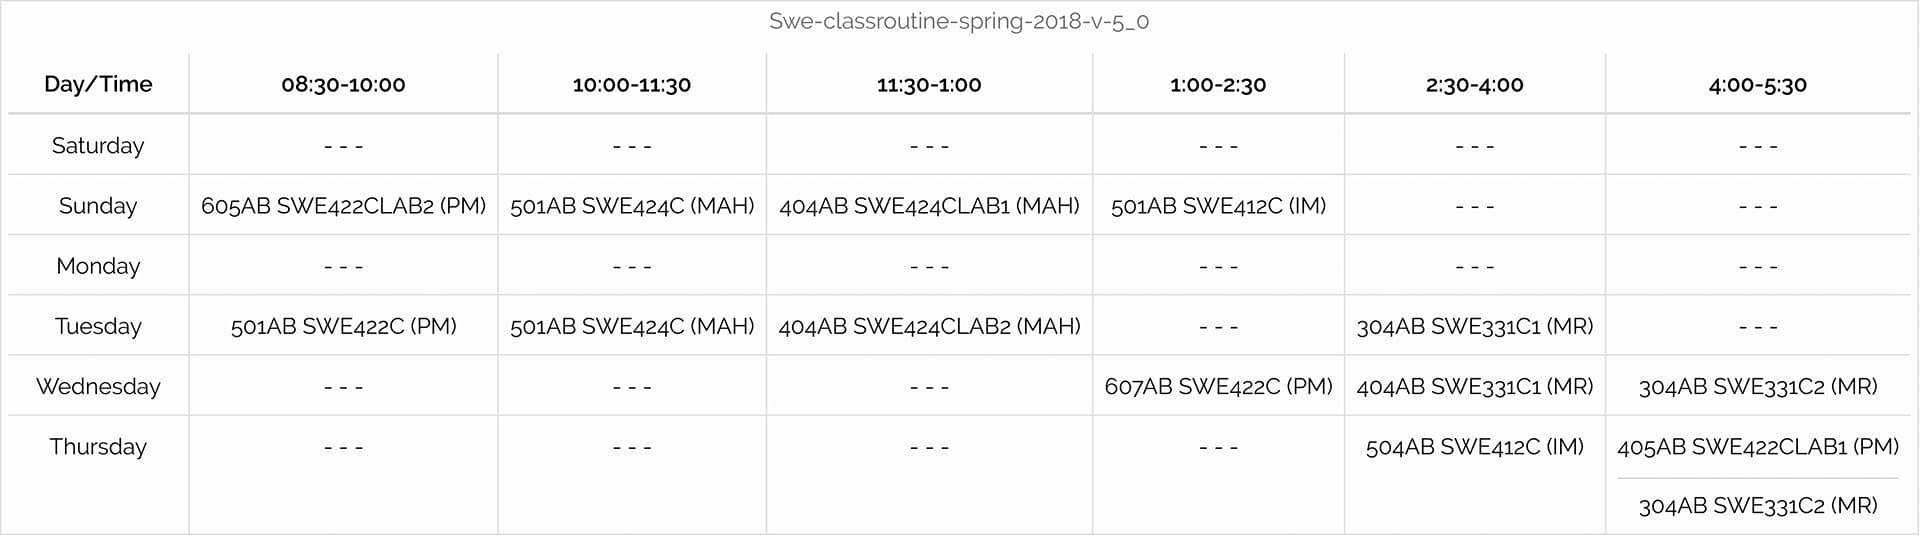 Swe-classroutine-spring-2018-v-5_0
Day/Time 08:30-10:00 10:00-11:30 11:30-1:00 1:00-2:30 2:30-4:00 4:00-5:30
Saturday - - - - - - - - - - - - - - - - - -
Sunday 605AB SWE422CLAB2 (PM) 501AB SWE424C (MAH) 404AB SWE424CLAB1 (MAH) 501AB SWE412C (IM) - - - - - -
Monday - - - - - - - - - - - - - - - - - -
Tuesday 501AB SWE422C (PM) 501AB SWE424C (MAH) 404AB SWE424CLAB2 (MAH) - - - 304AB SWE331C1 (MR) - - -
Wednesday - - - - - - - - - 607AB SWE422C (PM) 404AB SWE331C1 (MR) 304AB SWE331C2 (MR)
Thursday - - - - - - - - - - - - 504AB SWE412C (IM) 405AB SWE422CLAB1 (PM)
304AB SWE331C2 (MR)